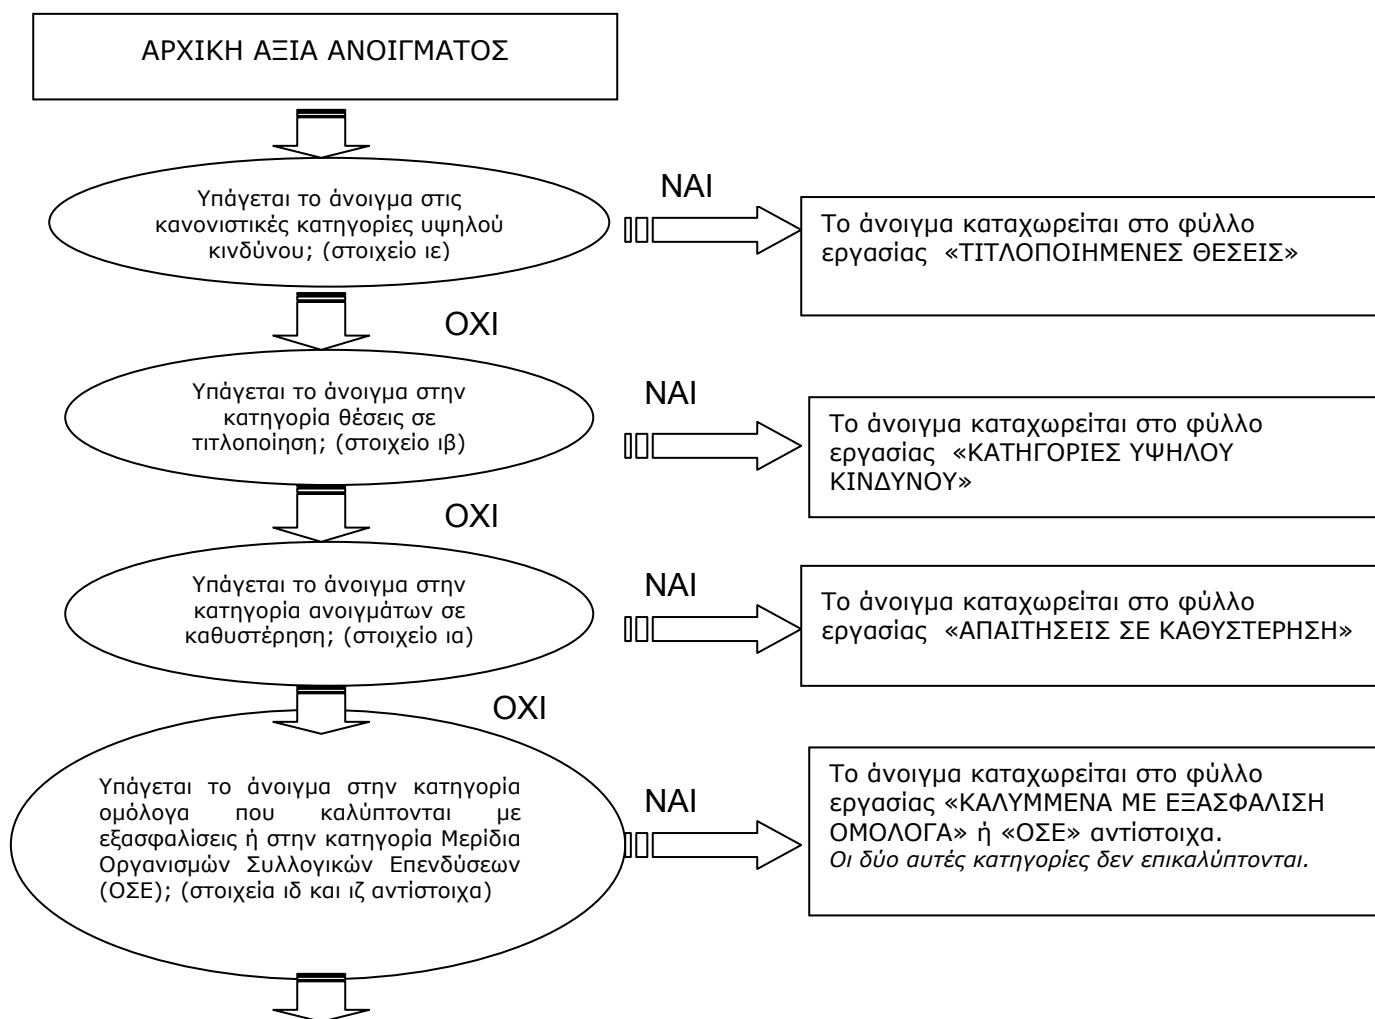 ΑΡΧΙΚΗ ΑΞΙΑ ΑΝΟΙΓΜΑΤΟΣ
Υπάγεται το άνοιγμα στις
κανονιστικές κατηγορίες υψηλού
κινδύνου; (στοιχείο ιε)
ΝΑΙ
Το άνοιγμα καταχωρείται στο φύλλο
εργασίας «ΤΙΤΛΟΠΟΙΗΜΕΝΕΣ ΘΕΣΕΙΣ»
ΟΧΙ
Υπάγεται το άνοιγμα στην
κατηγορία θέσεις σε
τιτλοποίηση; (στοιχείο ιβ)
ΝΑΙ
Το άνοιγμα καταχωρείται στο φύλλο
εργασίας «ΚΑΤΗΓΟΡΙΕΣ ΥΨΗΛΟΥ
ΚΙΝΔΥΝΟΥ»
ΟΧΙ
Υπάγεται το άνοιγμα στην
κατηγορία ανοιγμάτων σε
καθυστέρηση; (στοιχείο ια)
ΝΑΙ
Το άνοιγμα καταχωρείται στο φύλλο
εργασίας «ΑΠΑΙΤΗΣΕΙΣ ΣΕ ΚΑΘΥΣΤΕΡΗΣΗ»
ΟΧΙ
Υπάγεται το άνοιγμα στην κατηγορία
ομόλογα που καλύπτονται με
εξασφαλίσεις ή στην κατηγορία Μερίδια
Οργανισμών Συλλογικών Επενδύσεων
(ΟΣΕ); (στοιχεία ιδ και ιζ αντίστοιχα)
ΝΑΙ
Το άνοιγμα καταχωρείται στο φύλλο
εργασίας «ΚΑΛΥΜΜΕΝΑ ΜΕ ΕΞΑΣΦΑΛΙΣΗ
ΟΜΟΛΟΓΑ» ή «ΟΣΕ» αντίστοιχα.
Οι δύο αυτές κατηγορίες δεν επικαλύπτονται.